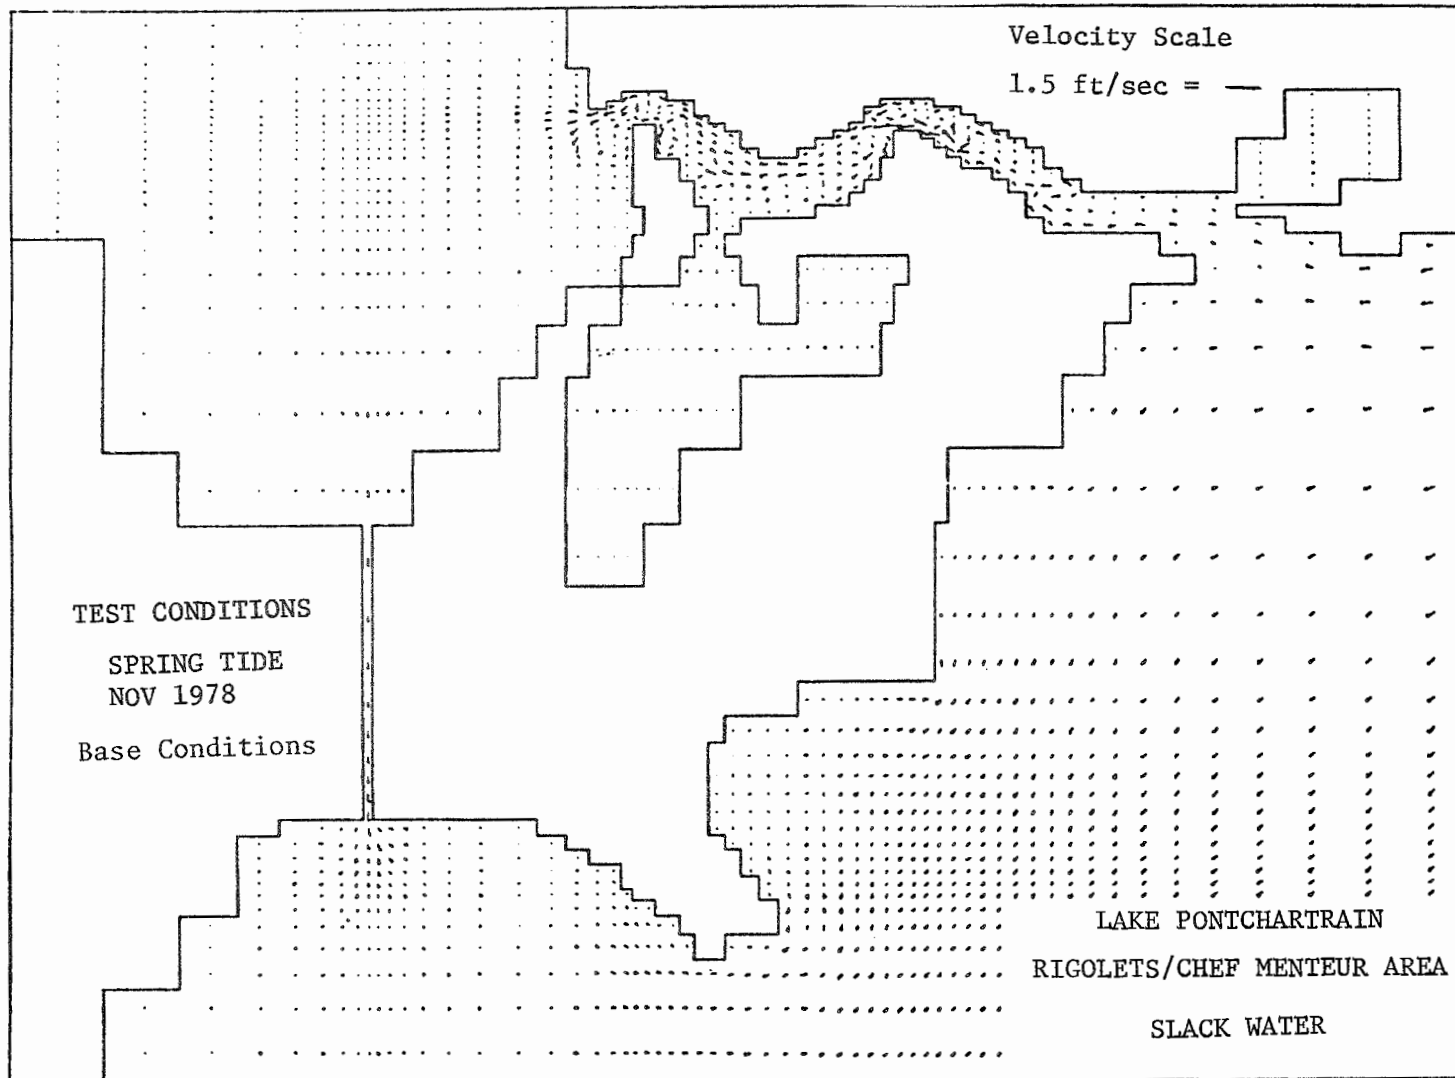 Velocity Scale
1.5 ft/sec =
TEST CONDITIONS
SPRING TIDE
NOV 1978
Base Conditions
LAKE PONTCHARTRAIN
RIGOLETS/CHEF MENTEUR AREA
SLACK WATER